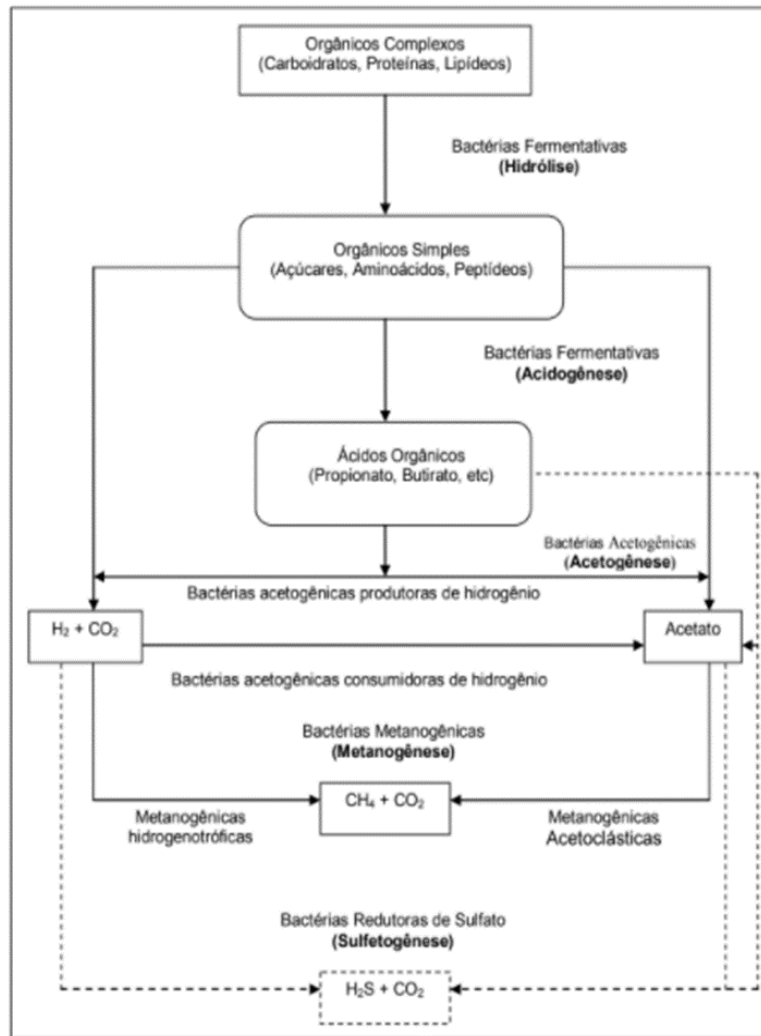 Orgânicos Complexos
(Carboidratos, Proteínas, Lipídeos)
Bactérias Fermentativas
(Hidrólise)
Orgânicos Simples
(Açúcares, Aminoácidos, Peptídeos)
Bactérias Fermentativas
(Acidogênese)
Ácidos Orgânicos
(Propionato, Butirato, etc)
Bactérias Acetogênicas
(Acetogênese)
Bactérias acetogênicas produtoras de hidrogênio
H₂ + CO₂
Acetato
Bactérias acetogênicas consumidoras de hidrogênio
Bactérias Metanogênicas
(Metanogênese)
CH₄ + CO₂
Metanogênicas
hidrogenotróficas
Metanogênicas
Acetoclásticas
Bactérias Redutoras de Sulfato
(Sulfetogênese)
H₂S + CO₂